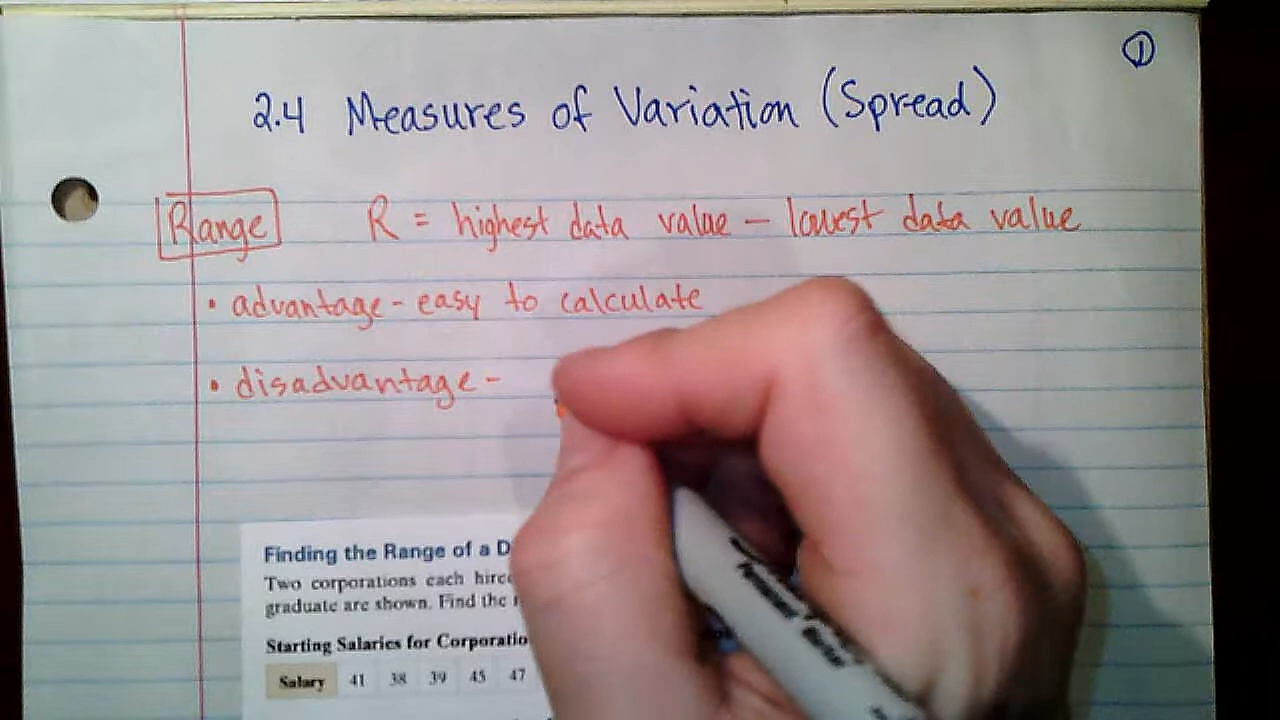 ①
2.4 Measures of Variation (Spread)
Range R = highest data value - lowest data value
• advantage - easy to calculate
• disadvantage -
Finding the Range of a D
Two corporations each hire
graduate are shown. Find the
Starting Salaries for Corporatio
Salary 41 38 39 45 47
Permanent Marker